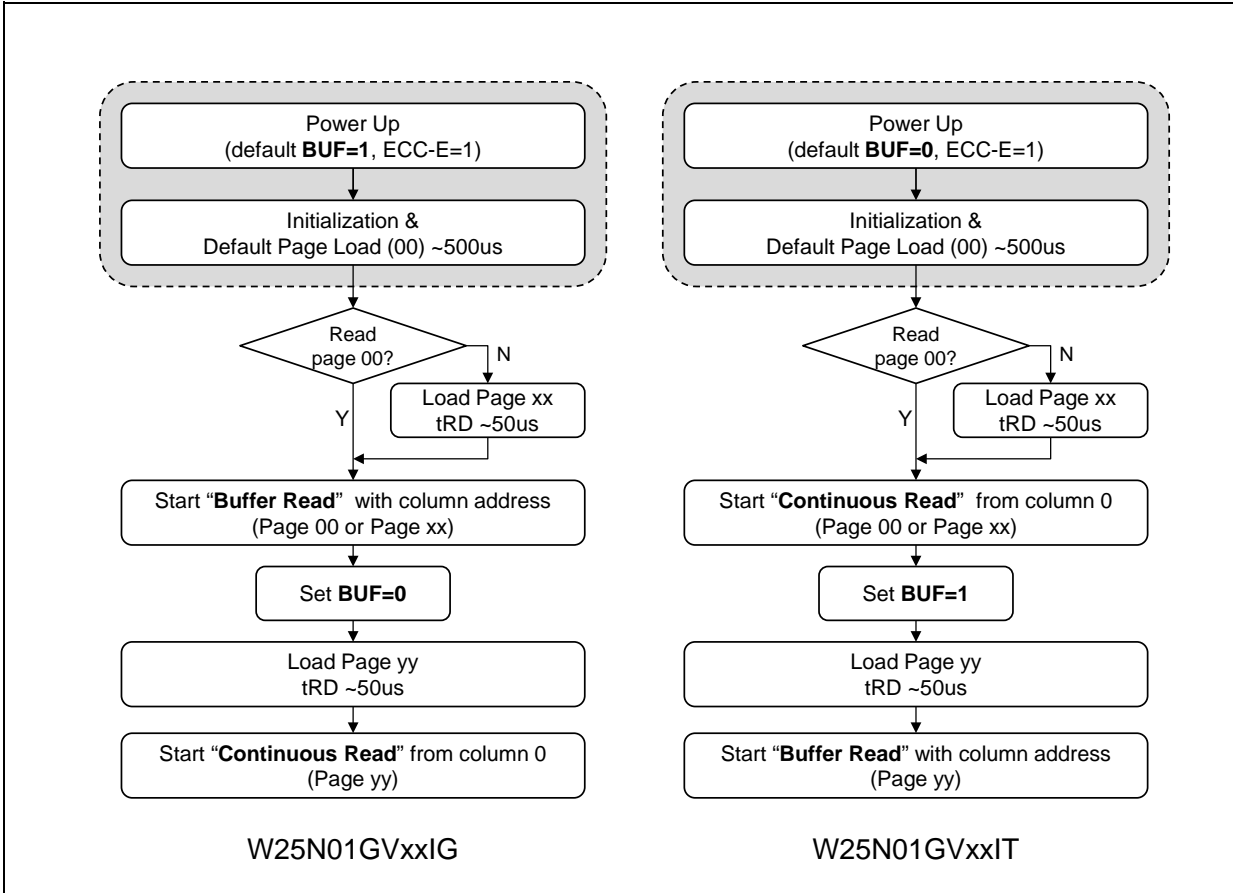 Power Up
(default BUF=1, ECC-E=1)
Initialization &
Default Page Load (00) ~500us
Read
page 00?
N
Load Page xx
tRD ~50us
Y
Start “Buffer Read” with column address
(Page 00 or Page xx)
Set BUF=0
Load Page yy
tRD ~50us
Start “Continuous Read” from column 0
(Page yy)
W25N01GVxxIG
Power Up
(default BUF=0, ECC-E=1)
Initialization &
Default Page Load (00) ~500us
Read
page 00?
N
Load Page xx
tRD ~50us
Y
Start “Continuous Read” from column 0
(Page 00 or Page xx)
Set BUF=1
Load Page yy
tRD ~50us
Start “Buffer Read” with column address
(Page yy)
W25N01GVxxIT